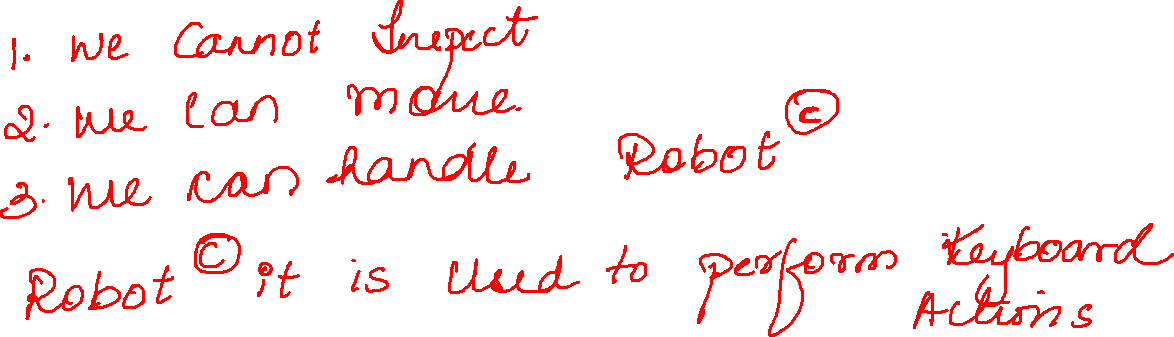 1. We Cannot Inspect
2. We Can move.
3. We can handle Robot ©
Robot © it is used to perform Keyboard
Actions